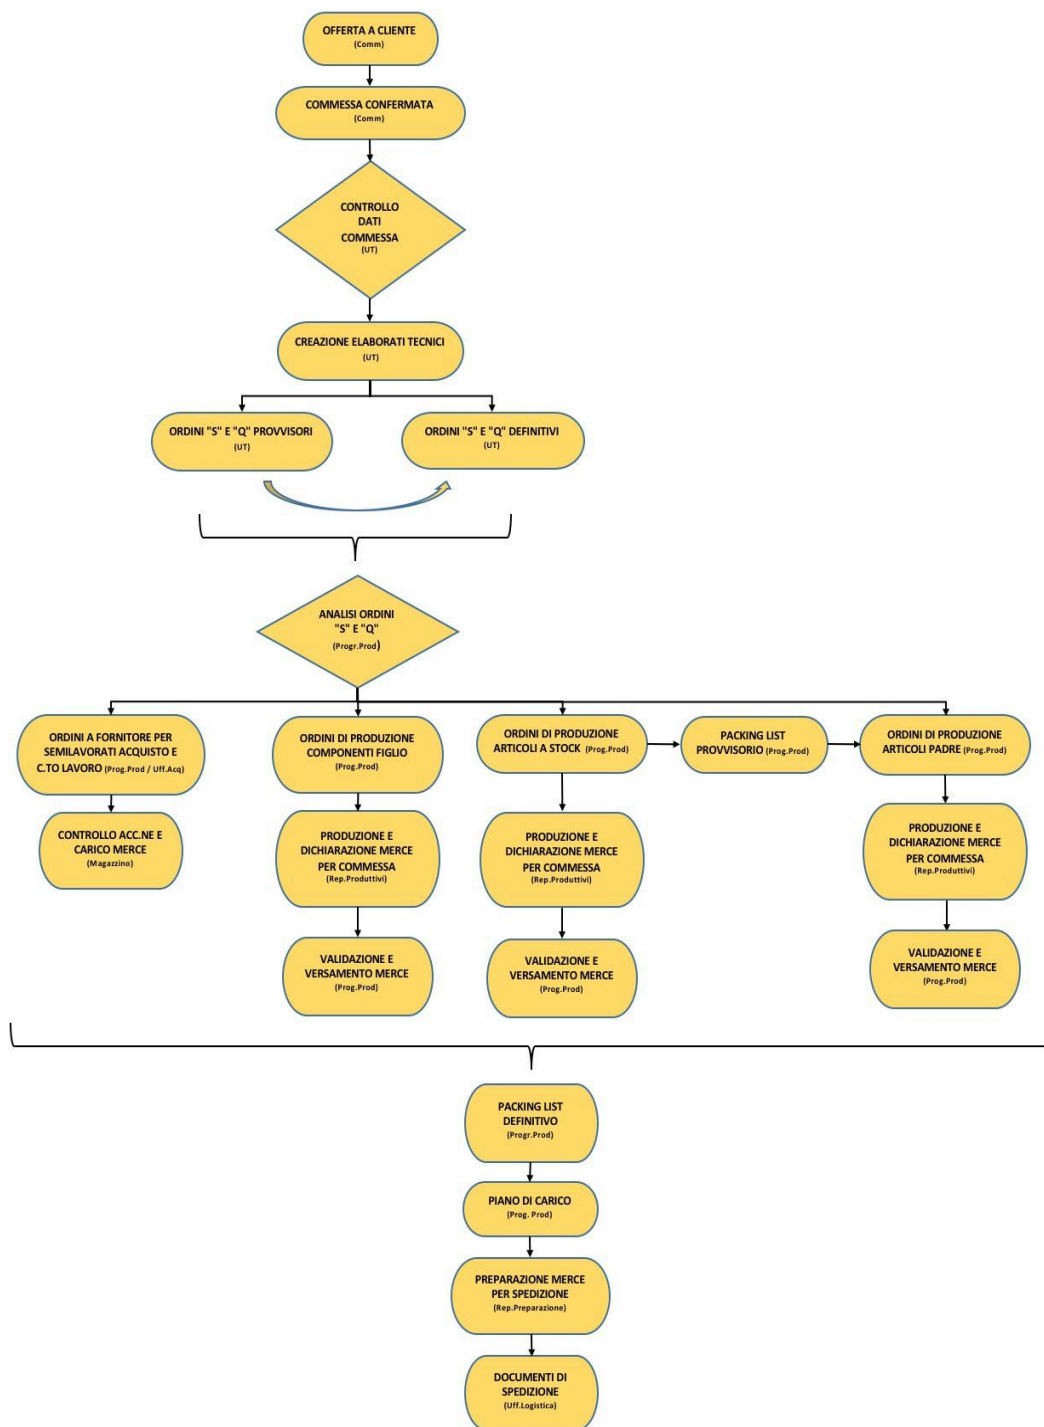 OFFERTA A CLIENTE
(Comm)
COMMESSA CONFERMATA
(Comm)
CONTROLLO
DATI
COMMESSA
(UT)
CREAZIONE ELABORATI TECNICI
(UT)
ORDINI "S" E "Q" PROVVISORI
(UT)
ORDINI "S" E "Q" DEFINITIVI
(UT)
ANALISI ORDINI
"S" E "Q"
(Progr.Prod)
ORDINI A FORNITORE PER
SEMILAVORATI ACQUISTO E
C.TO LAVORO (Prog.Prod / Uff.Acq)
ORDINI DI PRODUZIONE
COMPONENTI FIGLIO
(Prog.Prod)
ORDINI DI PRODUZIONE
ARTICOLI A STOCK (Prog.Prod)
PACKING LIST
PROVVISORIO (Prog.Prod)
ORDINI DI PRODUZIONE
ARTICOLI PADRE (Prog.Prod)
CONTROLLO ACC.NE E
CARICO MERCE
(Magazzino)
PRODUZIONE E
DICHIARAZIONE MERCE
PER COMMESSA
(Rep.Produttivi)
PRODUZIONE E
DICHIARAZIONE MERCE
PER COMMESSA
(Rep.Produttivi)
PRODUZIONE E
DICHIARAZIONE MERCE
PER COMMESSA
(Rep.Produttivi)
VALIDAZIONE E
VERSAMENTO MERCE
(Prog.Prod)
VALIDAZIONE E
VERSAMENTO MERCE
(Prog.Prod)
VALIDAZIONE E
VERSAMENTO MERCE
(Prog.Prod)
PACKING LIST
DEFINITIVO
(Progr.Prod)
PIANO DI CARICO
(Prog. Prod)
PREPARAZIONE MERCE
PER SPEDIZIONE
(Rep.Preparazione)
DOCUMENTI DI
SPEDIZIONE
(Uff.Logistica)